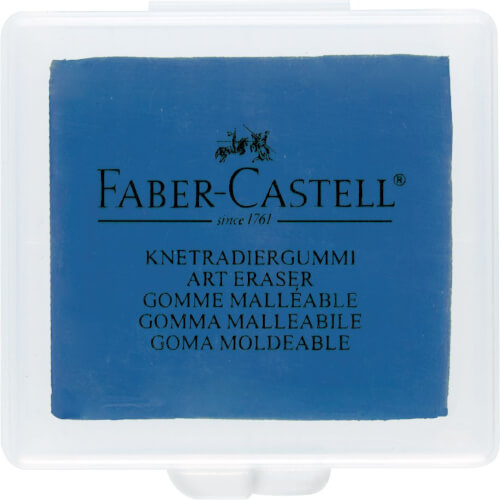 FABER-CASTELL®
since 1761
KNETRADIERGUMMI
ART ERASER
GOMME MALLÉABLE
GOMMA MALLEABILE
GOMA MOLDEABLE